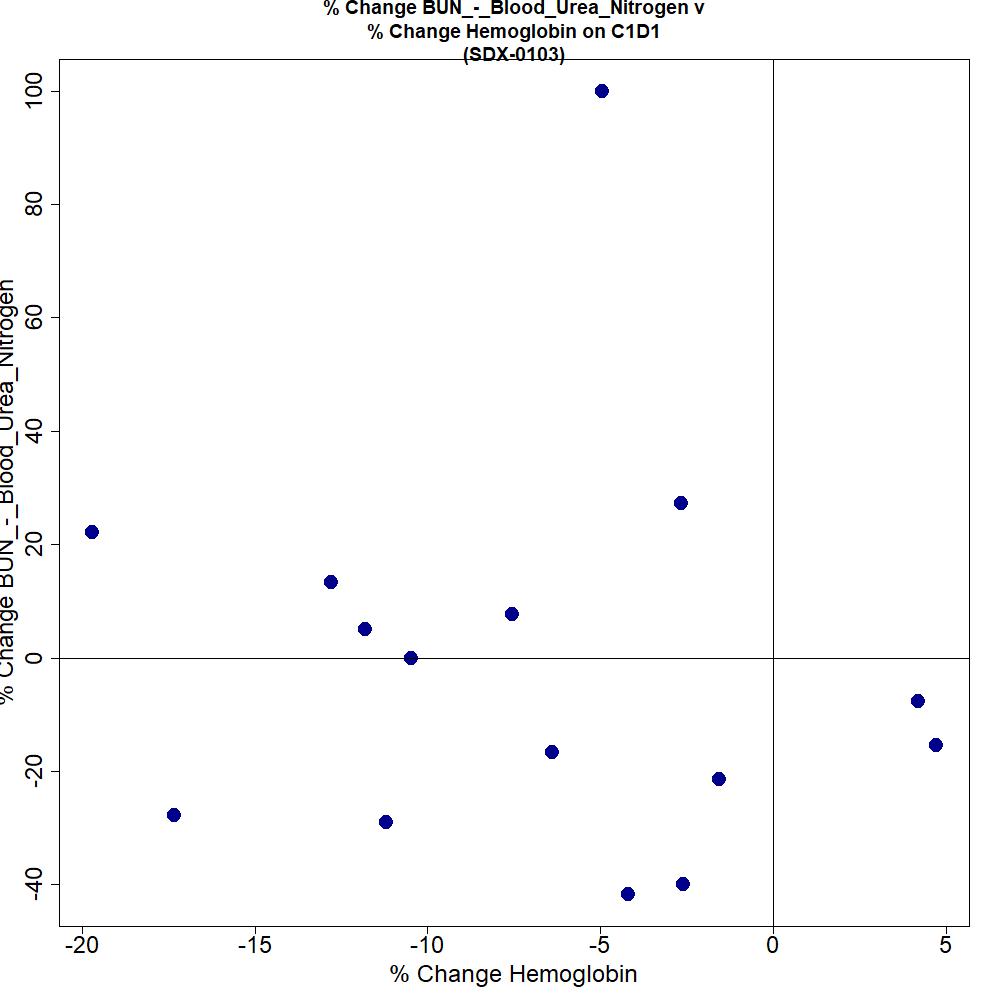 % Change BUN_-_Blood_Urea_Nitrogen v
% Change Hemoglobin on C1D1
(SDX-0103)
% Change BUN_-_Blood_Urea_Nitrogen
100
80
60
40
20
0
-20
-40
-20 -15 -10 -5 0 5
% Change Hemoglobin